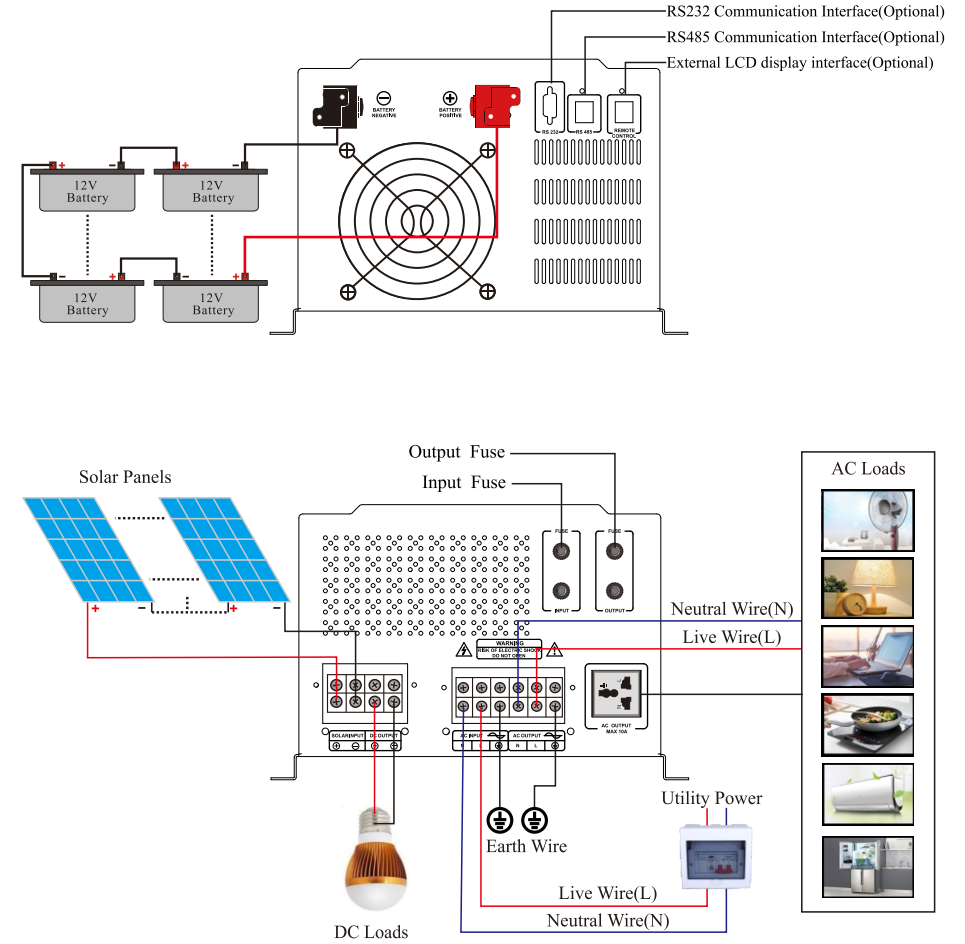 RS232 Communication Interface(Optional)
RS485 Communication Interface(Optional)
External LCD display interface(Optional)
BATTERY
NEGATIVE
BATTERY
POSITIVE
RS 232
RS 485
REMOTE
CONTROL
+
−
+
−
12V
Battery
12V
Battery
−
+
−
+
12V
Battery
12V
Battery
Output Fuse
Input Fuse
Solar Panels
AC Loads
FUSE
FUSE
INPUT
OUTPUT
+
−
+
−
Neutral Wire(N)
Live Wire(L)
WARNING
RISK OF ELECTRIC SHOCK
DO NOT OPEN
AC OUTPUT
MAX 10A
SOLAR INPUT
DC OUTPUT
AC INPUT
AC OUTPUT
N
L
Utility Power
Earth Wire
Live Wire(L)
Neutral Wire(N)
DC Loads